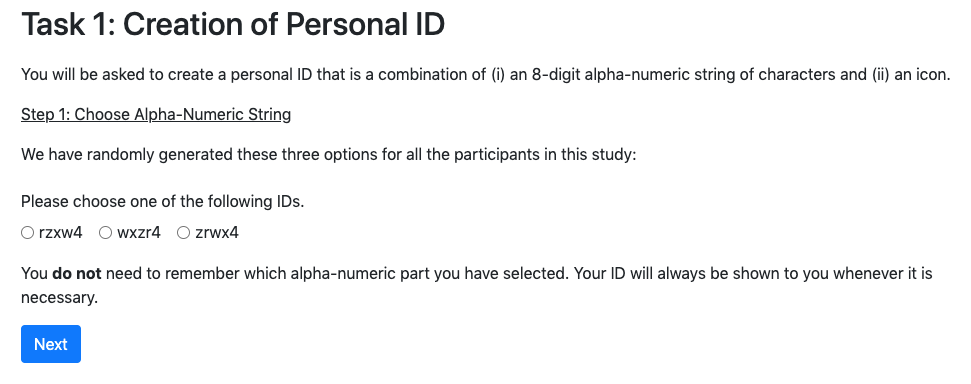 Task 1: Creation of Personal ID
You will be asked to create a personal ID that is a combination of (i) an 8-digit alpha-numeric string of characters and (ii) an icon.
Step 1: Choose Alpha-Numeric String
We have randomly generated these three options for all the participants in this study:
Please choose one of the following IDs.
rzxw4 wxzr4 zrwx4
You do not need to remember which alpha-numeric part you have selected. Your ID will always be shown to you whenever it is
necessary.
Next